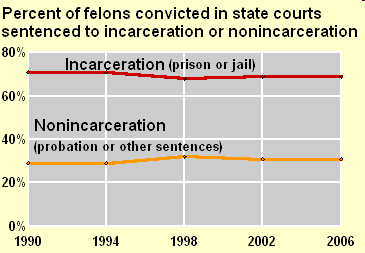 Percent of felons convicted in state courts
sentenced to incarceration or nonincarceration
80%
Incarceration (prison or jail)
60%
40%
Nonincarceration
(probation or other sentences)
20%
0%
1990 1994 1998 2002 2006